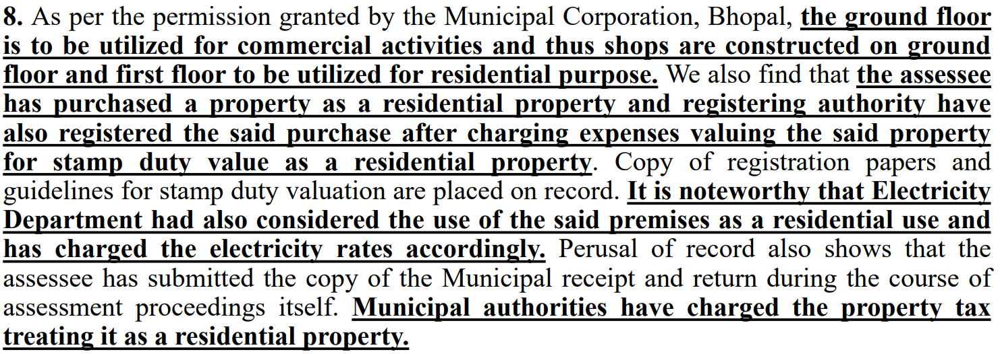 8. As per the permission granted by the Municipal Corporation, Bhopal, the ground floor
is to be utilized for commercial activities and thus shops are constructed on ground
floor and first floor to be utilized for residential purpose. We also find that the assessee
has purchased a property as a residential property and registering authority have
also registered the said purchase after charging expenses valuing the said property
for stamp duty value as a residential property. Copy of registration papers and
guidelines for stamp duty valuation are placed on record. It is noteworthy that Electricity
Department had also considered the use of the said premises as a residential use and
has charged the electricity rates accordingly. Perusal of record also shows that the
assessee has submitted the copy of the Municipal receipt and return during the course of
assessment proceedings itself. Municipal authorities have charged the property tax
treating it as a residential property.